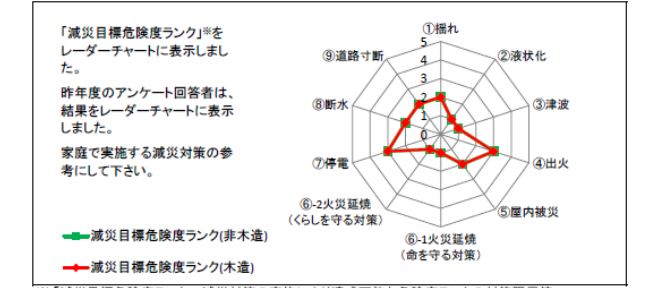 「減災目標危険度ランク」※を
レーダーチャートに表示しまし
た。
昨年度のアンケート回答者は、
結果をレーダーチャートに表示
しました。
家庭で実施する減災対策の参
考にして下さい。
減災目標危険度ランク(非木造)
減災目標危険度ランク(木造)
①揺れ
②液状化
③津波
④出火
⑤屋内被災
⑥-1火災延焼
(命を守る対策)
⑥-2火災延焼
(くらしを守る対策)
⑦停電
⑧断水
⑨道路寸断
5
4
3
2
1
0